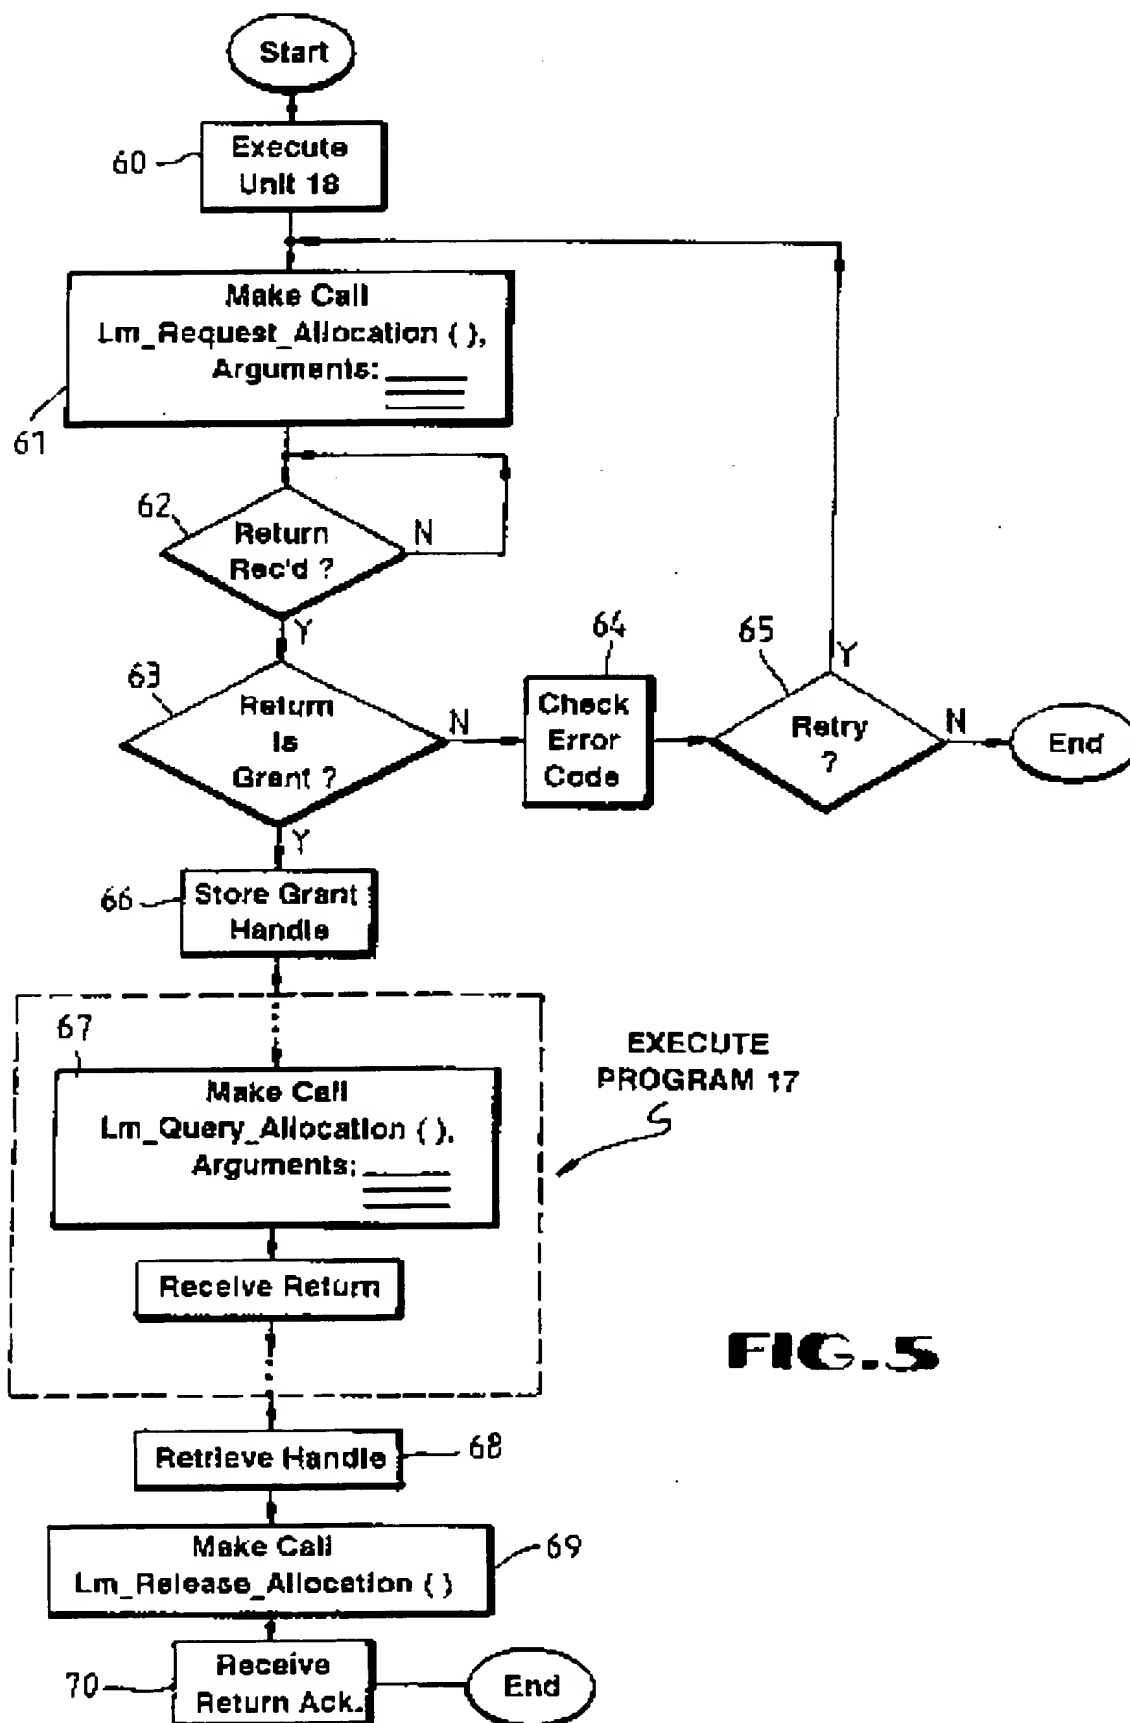 Start
60
Execute
Unit 18
Make Call
Lm_Request_Allocation ( ),
Arguments:
61
62
Return
Rec'd ?
N
Y
63
Return
Is
Grant ?
N
64
Check
Error
Code
65
Retry
?
Y
N
End
Y
66
Store Grant
Handle
67
Make Call
Lm_Query_Allocation ( ),
Arguments:
Receive Return
EXECUTE
PROGRAM 17
FIG.5
Retrieve Handle
68
Make Call
Lm_Release_Allocation ( )
69
70
Receive
Return Ack.
End